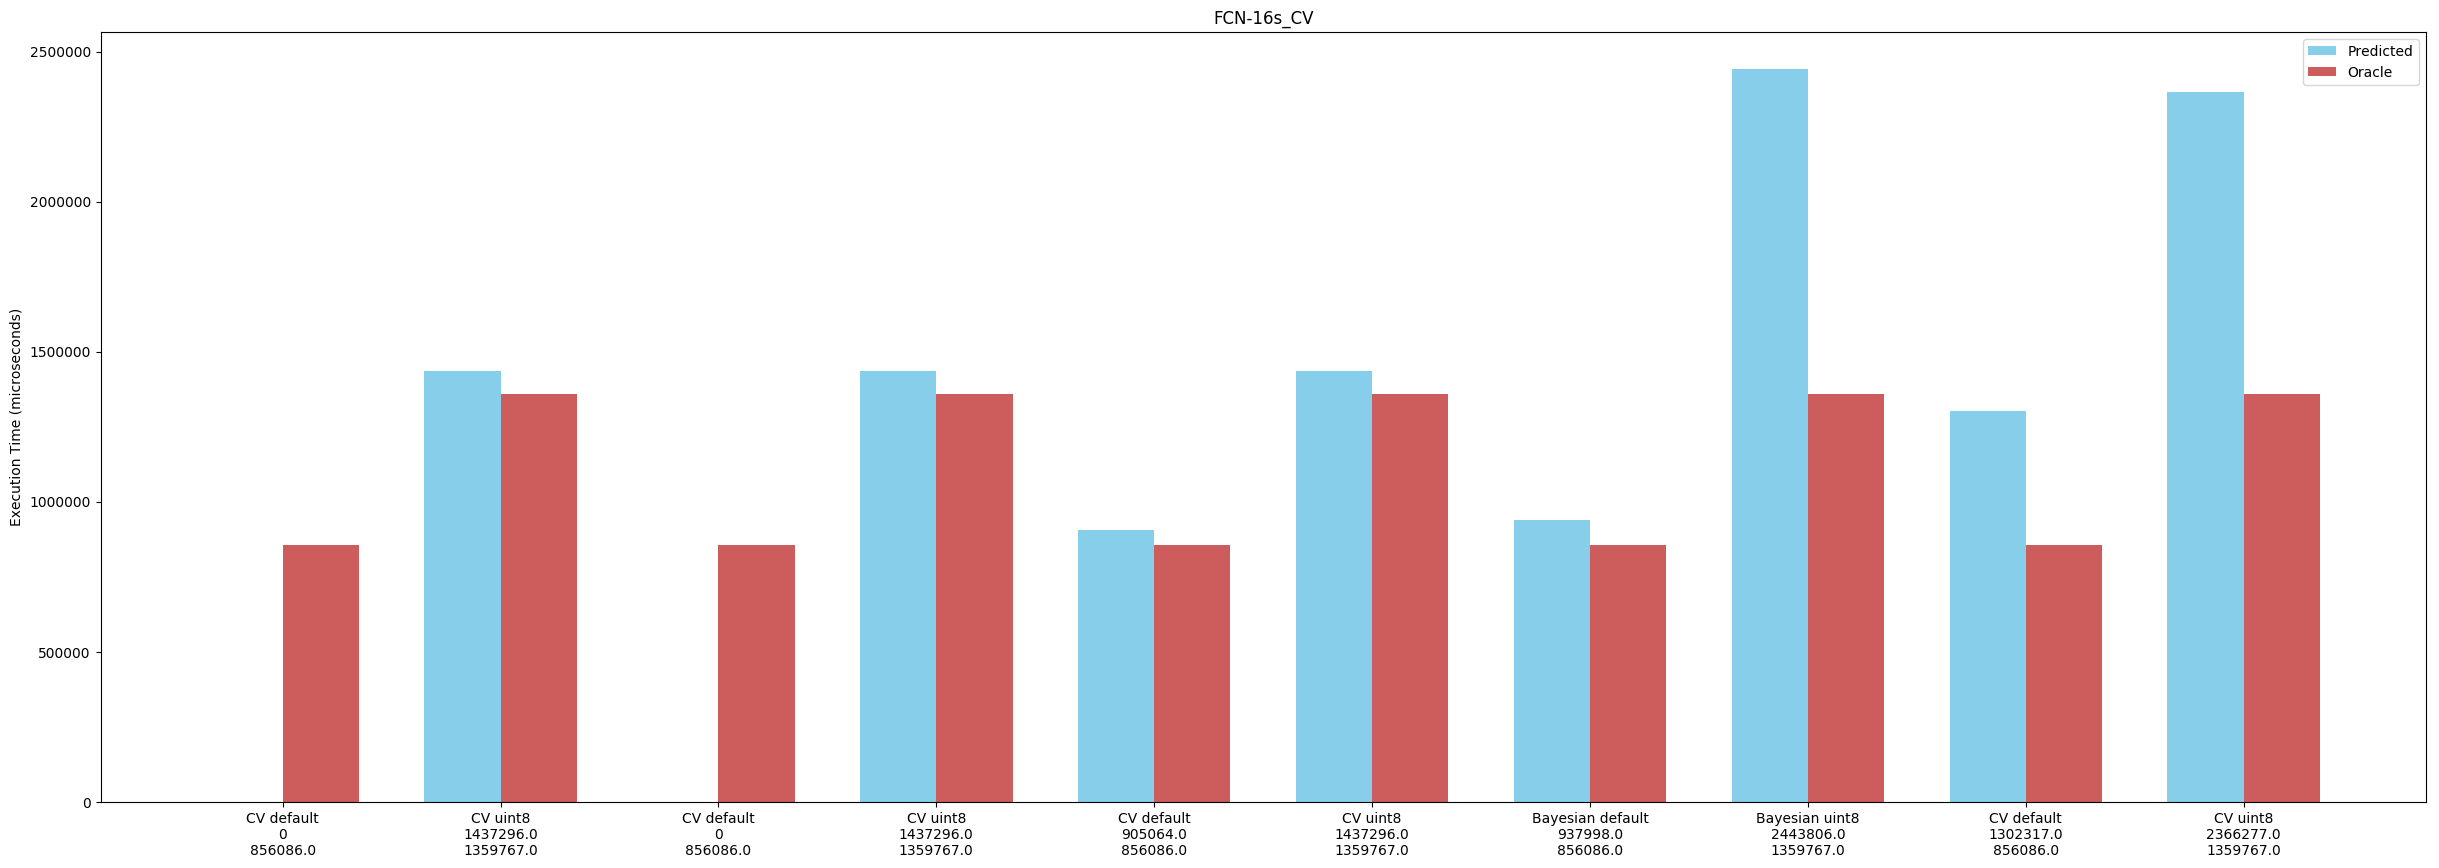 FCN-16s_CV
Predicted
Oracle
Execution Time (microseconds)
2500000
2000000
1500000
1000000
500000
0
CV default
0
856086.0
CV uint8
1437296.0
1359767.0
CV default
0
856086.0
CV uint8
1437296.0
1359767.0
CV default
905064.0
856086.0
CV uint8
1437296.0
1359767.0
Bayesian default
937998.0
856086.0
Bayesian uint8
2443806.0
1359767.0
CV default
1302317.0
856086.0
CV uint8
2366277.0
1359767.0